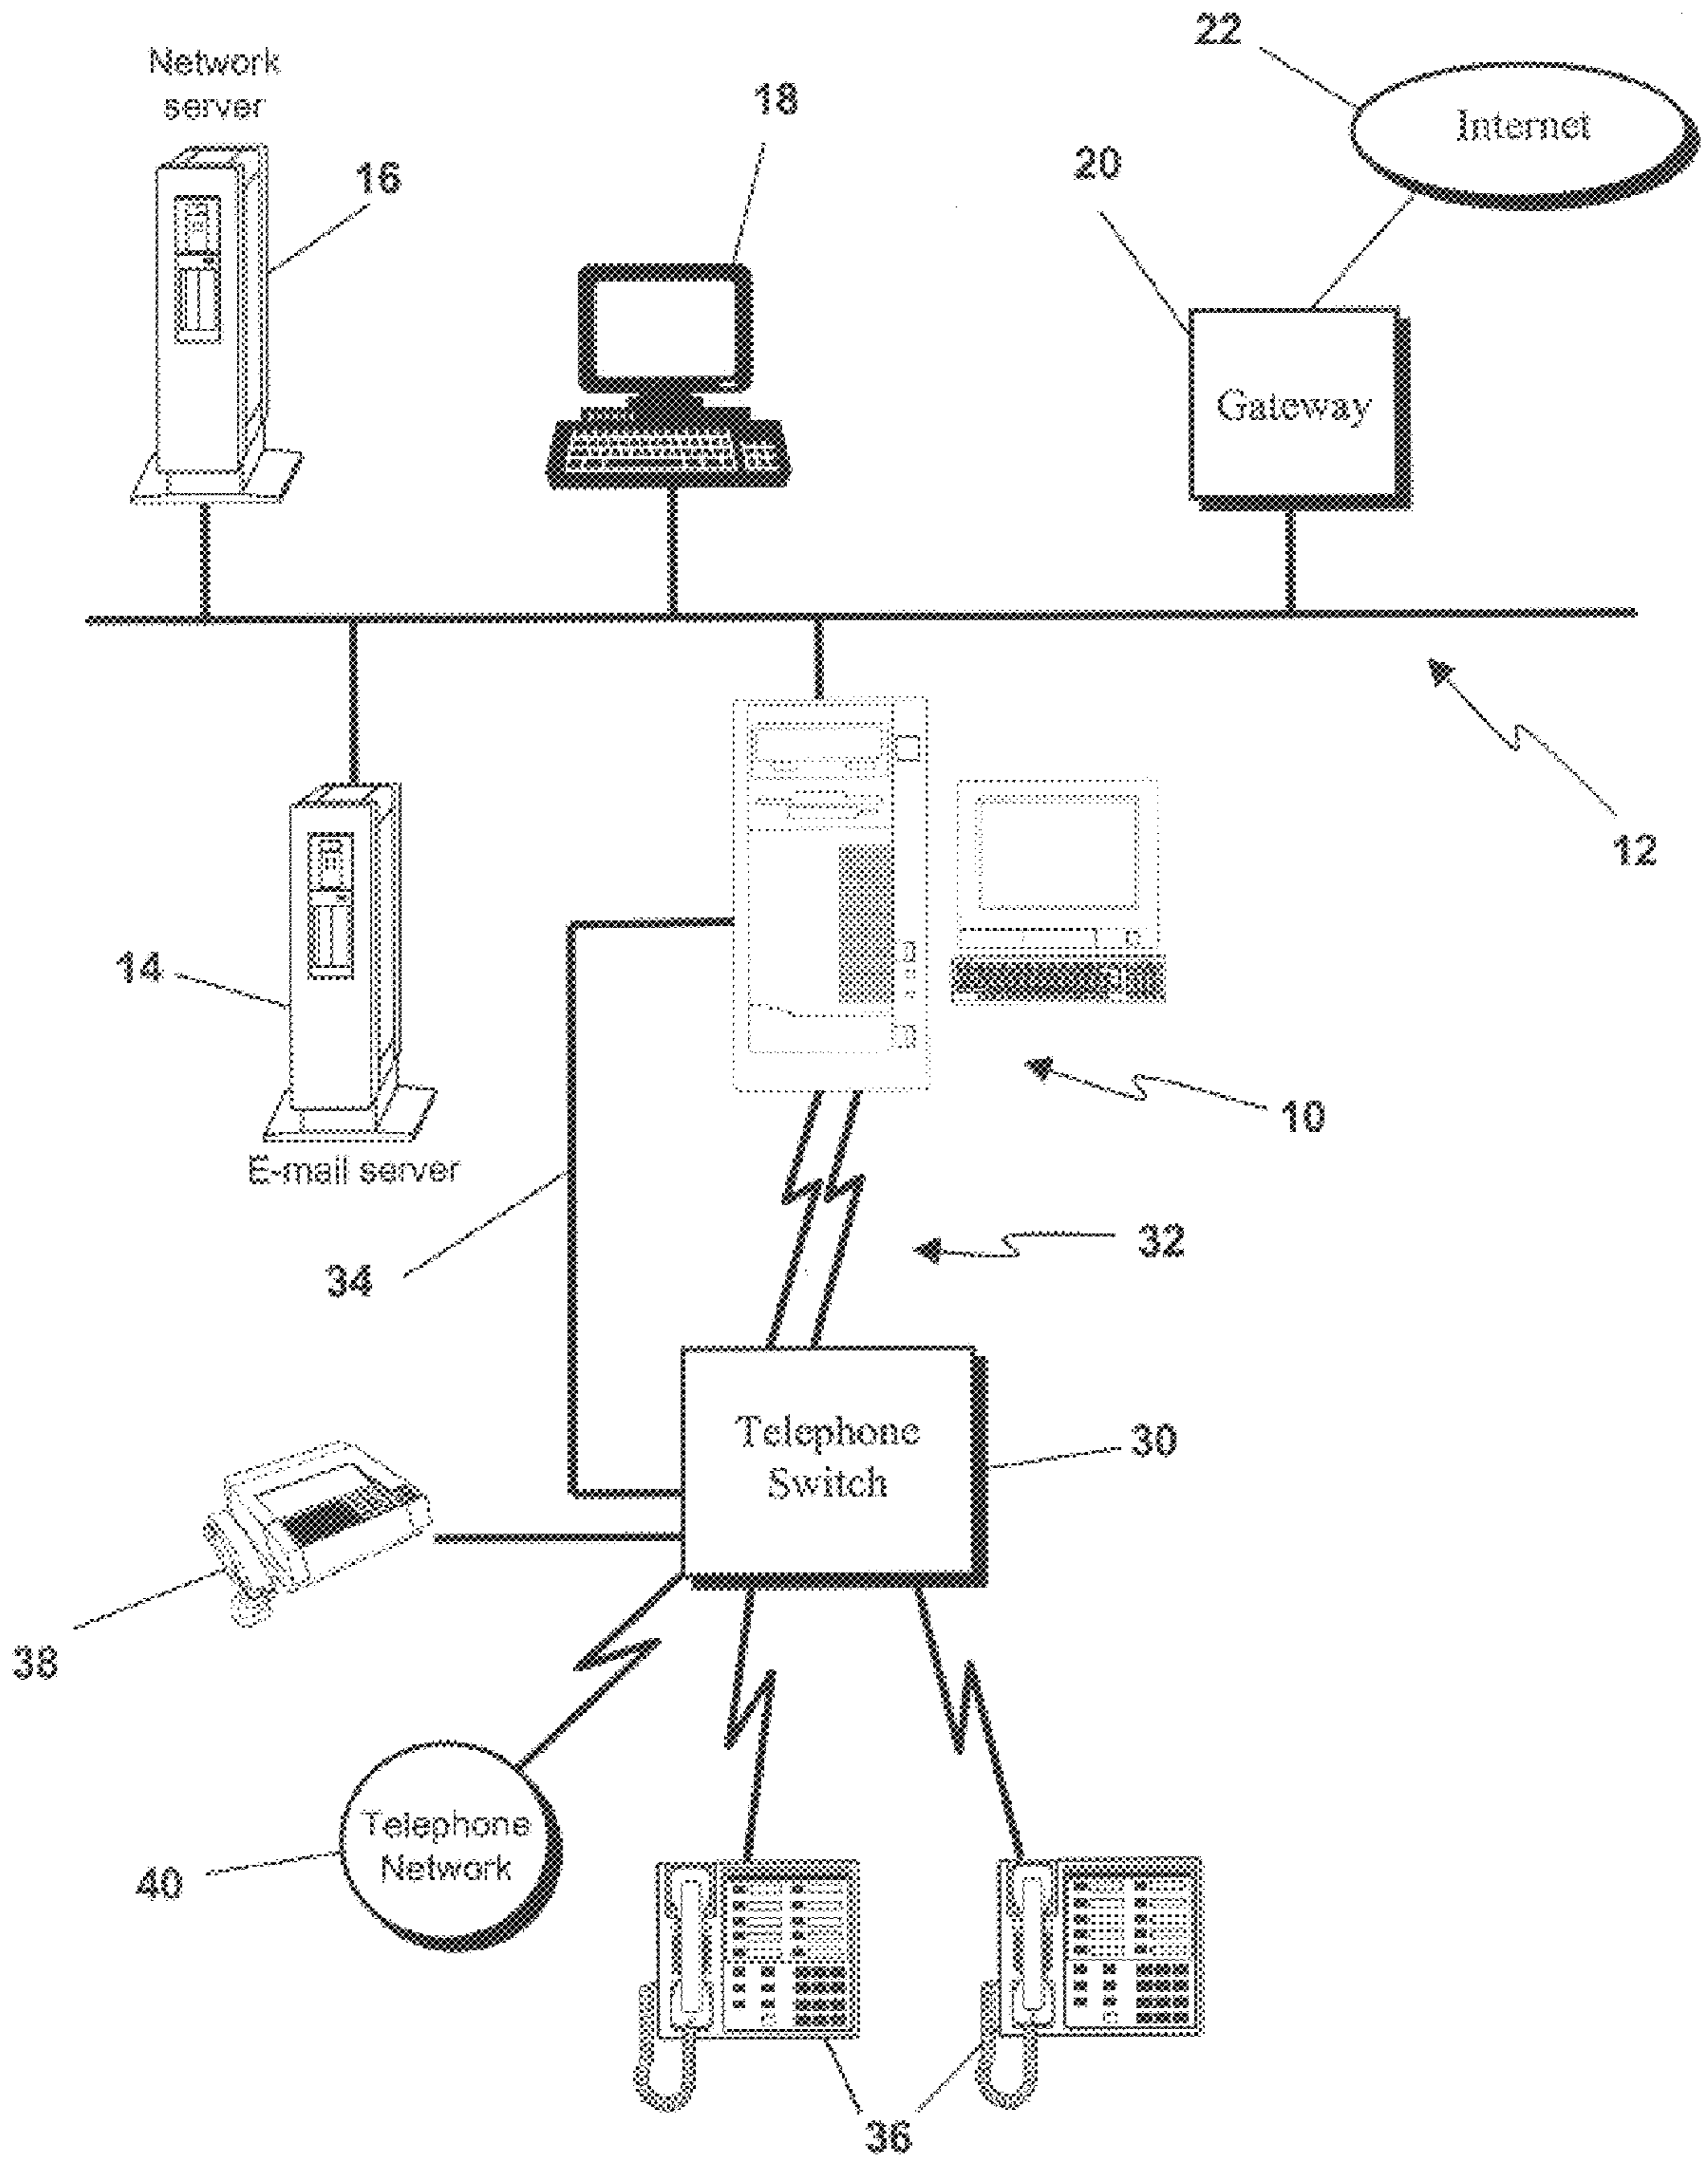 22
Network
server
18
Internet
20
16
Gateway
12
14
10
E-mail server
32
34
Telephone
Switch
30
38
Telephone
Network
40
36